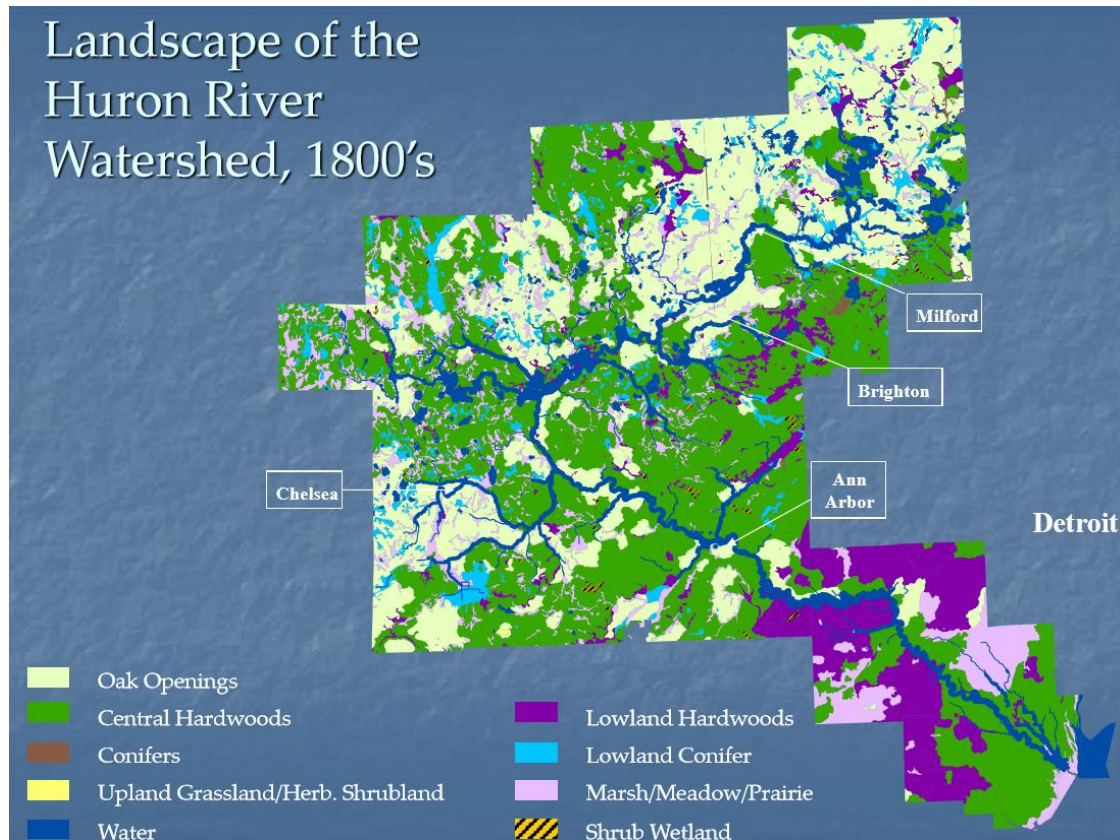 Landscape of the
Huron River
Watershed, 1800's
Milford
Brighton
Chelsea
Ann
Arbor
Detroit
Oak Openings
Central Hardwoods
Conifers
Upland Grassland/Herb. Shrubland
Water
Lowland Hardwoods
Lowland Conifer
Marsh/Meadow/Prairie
Shrub Wetland